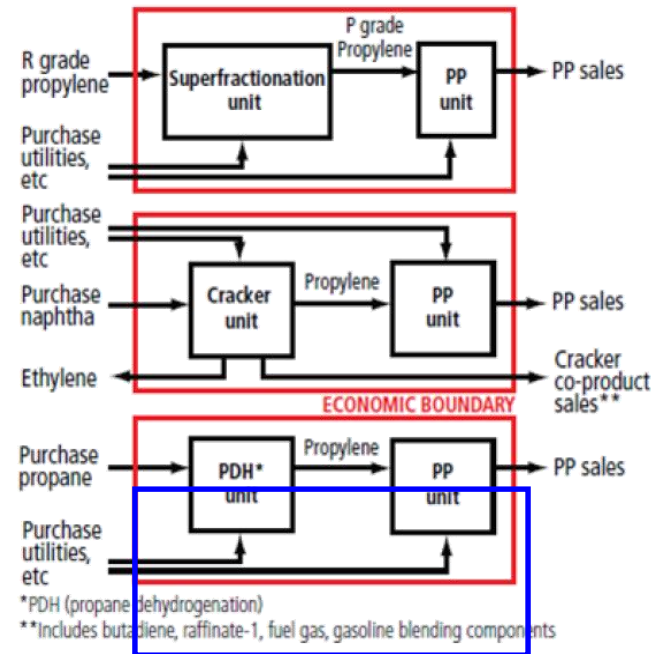 P grade
Propylene
R grade
propylene
Superfractionation
unit
PP
unit
PP sales
Purchase
utilities,
etc
Purchase
utilities,
etc
Purchase
naphtha
Cracker
unit
Propylene
PP
unit
PP sales
Ethylene
Cracker
co-product
sales**
ECONOMIC BOUNDARY
Purchase
propane
PDH*
unit
Propylene
PP
unit
PP sales
Purchase
utilities,
etc
*PDH (propane dehydrogenation)
**Includes butadiene, raffinate-1, fuel gas, gasoline blending components